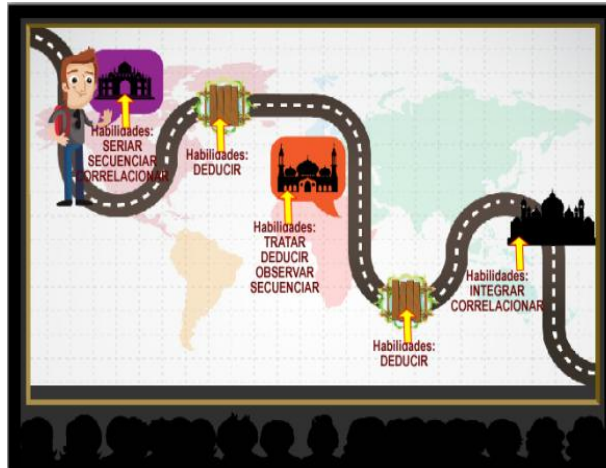 Habilidades:
SERIAR
SECUENCIAR
CORRELACIONAR
Habilidades:
DEDUCIR
Habilidades:
TRATAR
DEDUCIR
OBSERVAR
SECUENCIAR
Habilidades:
DEDUCIR
Habilidades:
INTEGRAR
CORRELACIONAR